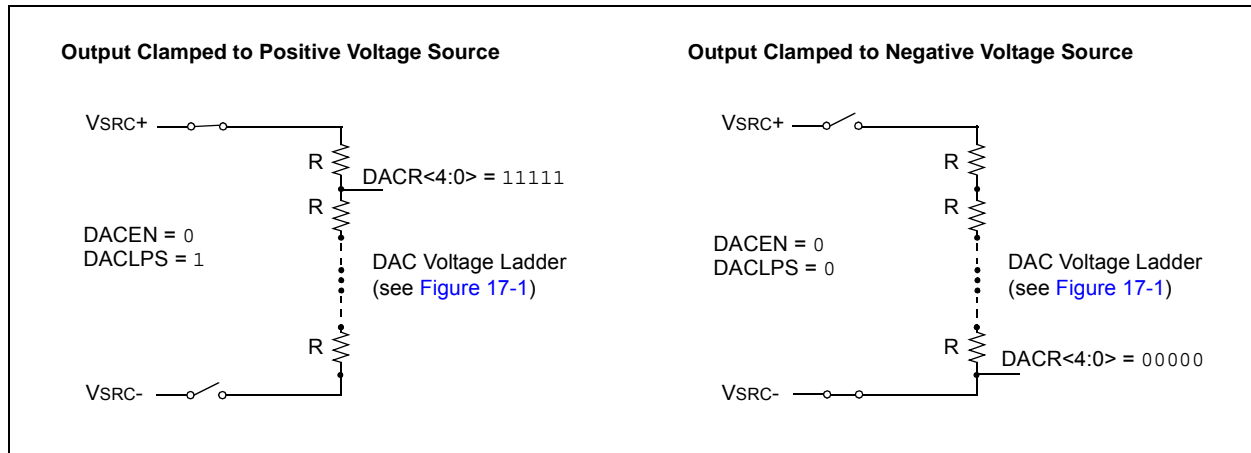 Output Clamped to Positive Voltage Source
VSRC+
R
DACR<4:0> = 11111
R
DACEN = 0
DACLPS = 1
DAC Voltage Ladder
(see Figure 17-1)
R
VSRC-
Output Clamped to Negative Voltage Source
VSRC+
R
R
DACEN = 0
DACLPS = 0
DAC Voltage Ladder
(see Figure 17-1)
R
DACR<4:0> = 00000
VSRC-